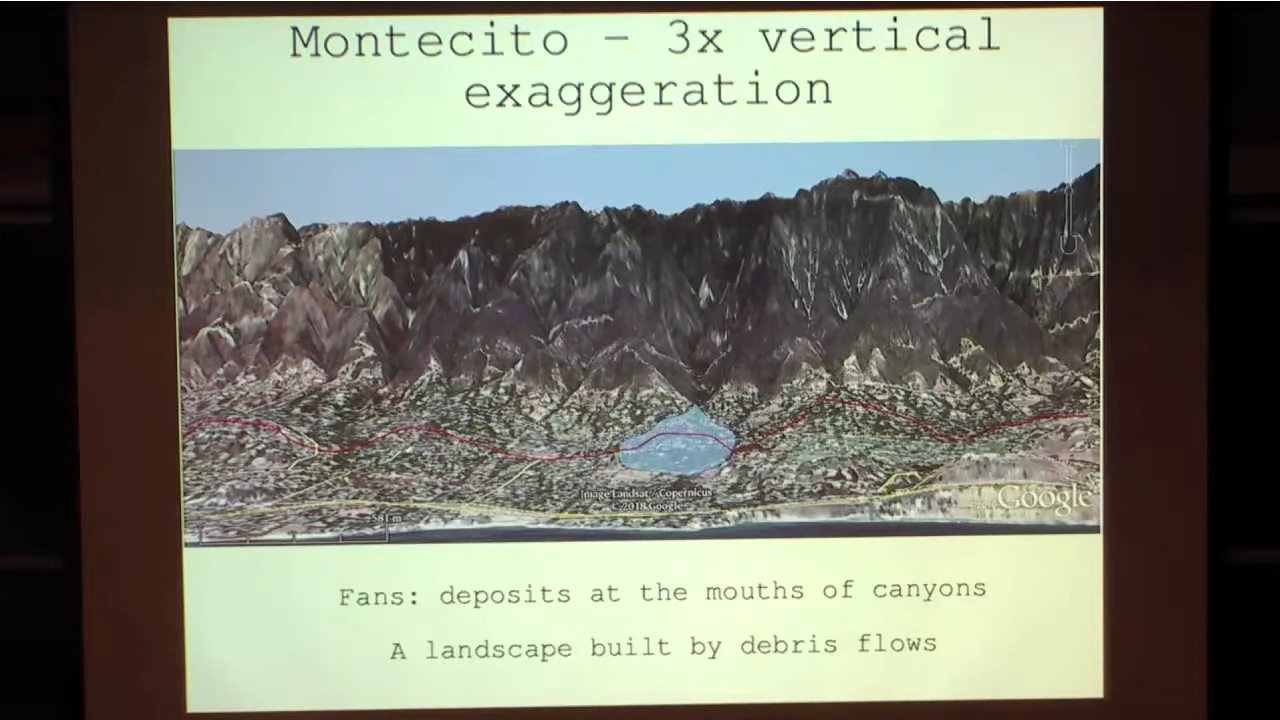 Montecito – 3x vertical
exaggeration
Image Landsat / Copernicus
© 2018 Google
Google
Fans: deposits at the mouths of canyons
A landscape built by debris flows